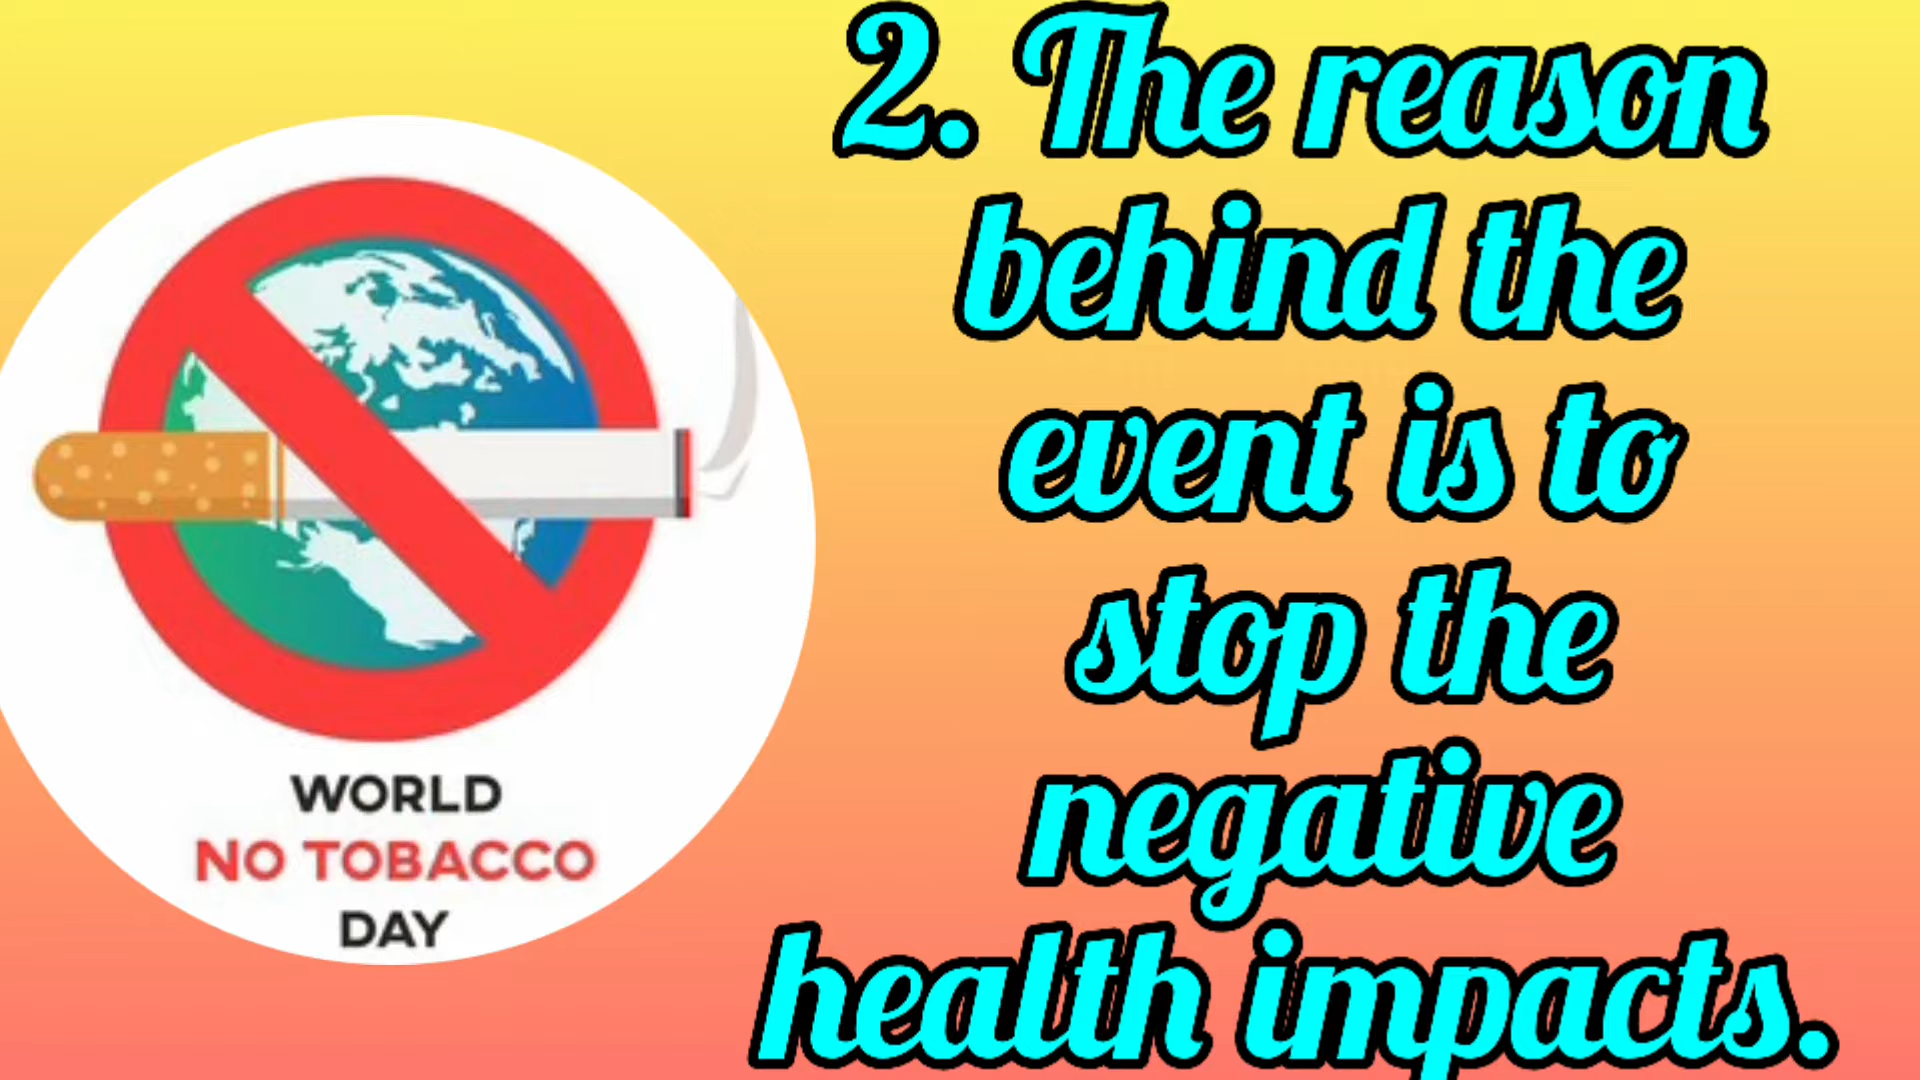 WORLD
NO TOBACCO
DAY
2. The reason
behind the
event is to
stop the
negative
health impacts.